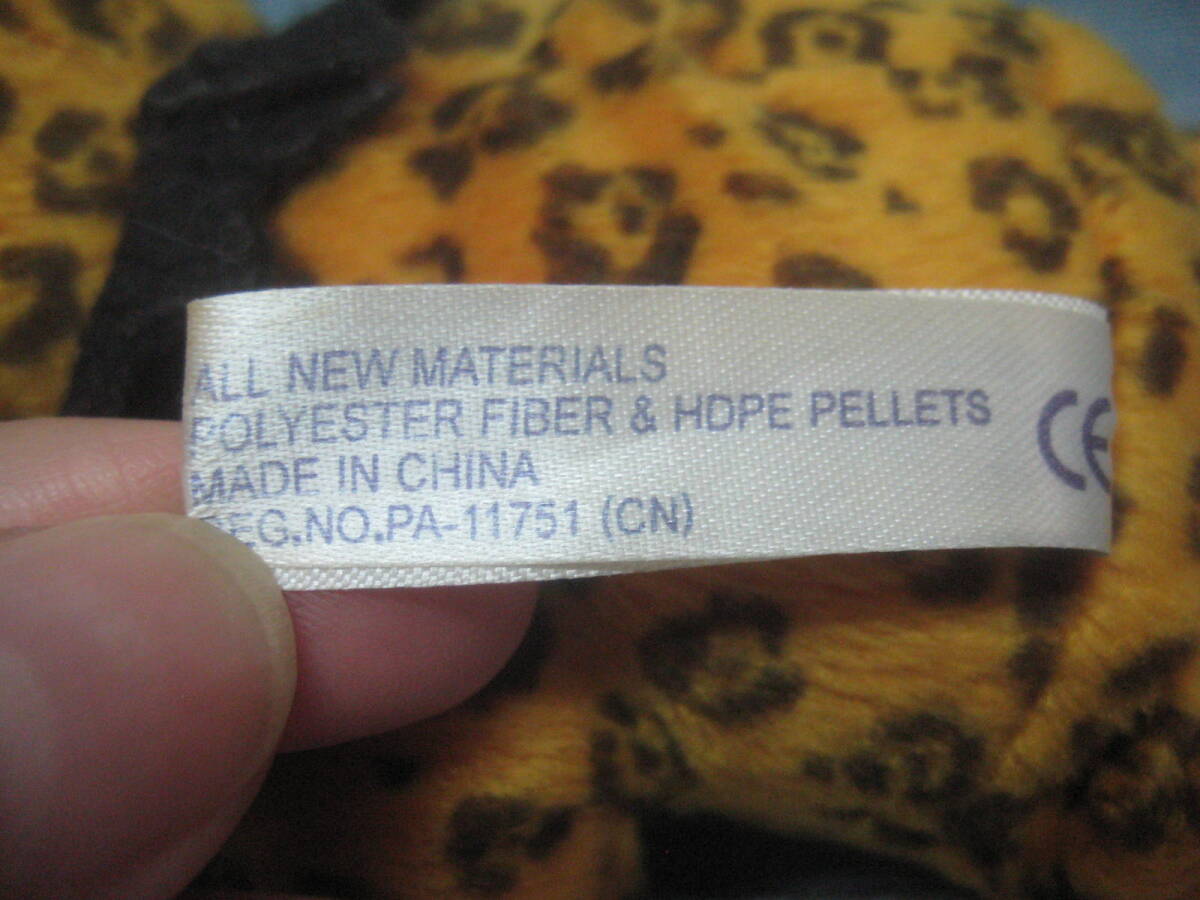 ALL NEW MATERIALS
POLYESTER FIBER & HDPE PELLETS
MADE IN CHINA
REG.NO.PA-11751 (CN)
CE